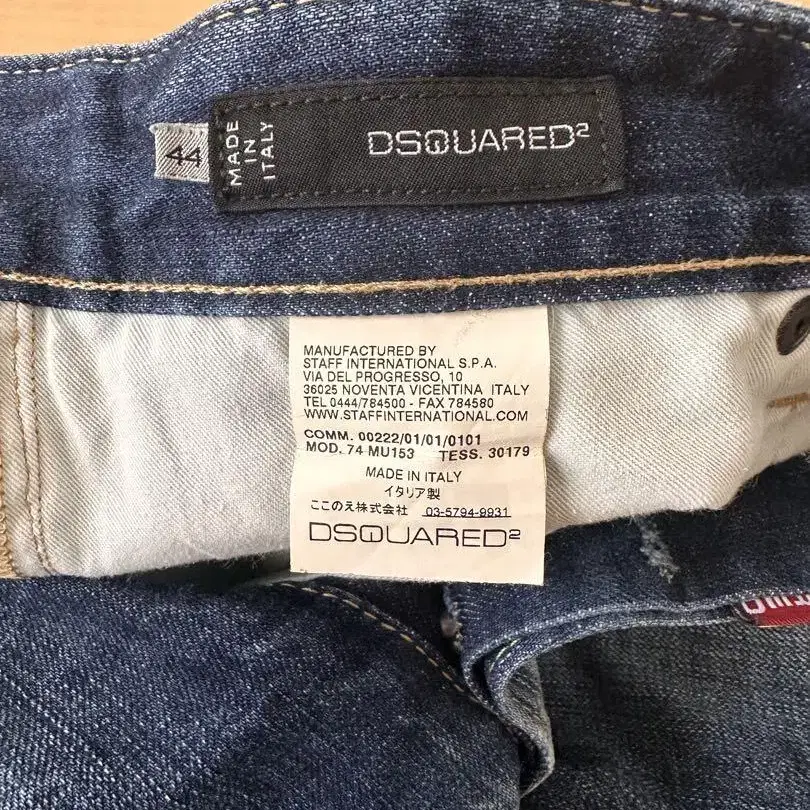 44
MADE
IN
ITALY
DSQUARED²
MANUFACTURED BY
STAFF INTERNATIONAL S.P.A.
VIA DEL PROGRESSO, 10
36025 NOVENTA VICENTINA ITALY
TEL 0444/784500 - FAX 784580
WWW.STAFFINTERNATIONAL.COM
COMM. 00222/01/01/0101
MOD. 74 MU153 TESS. 30179
MADE IN ITALY
イタリア製
ここのえ株式会社 03-5794-9931
DSQUARED²